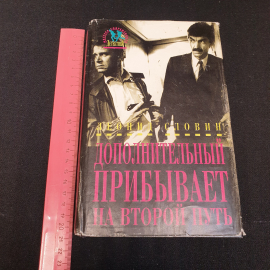 ЛЕОНИД СЛОВИН
ДОПОЛНИТЕЛЬНЫЙ
ПРИБЫВАЕТ
НА ВТОРОЙ ПУТЬ